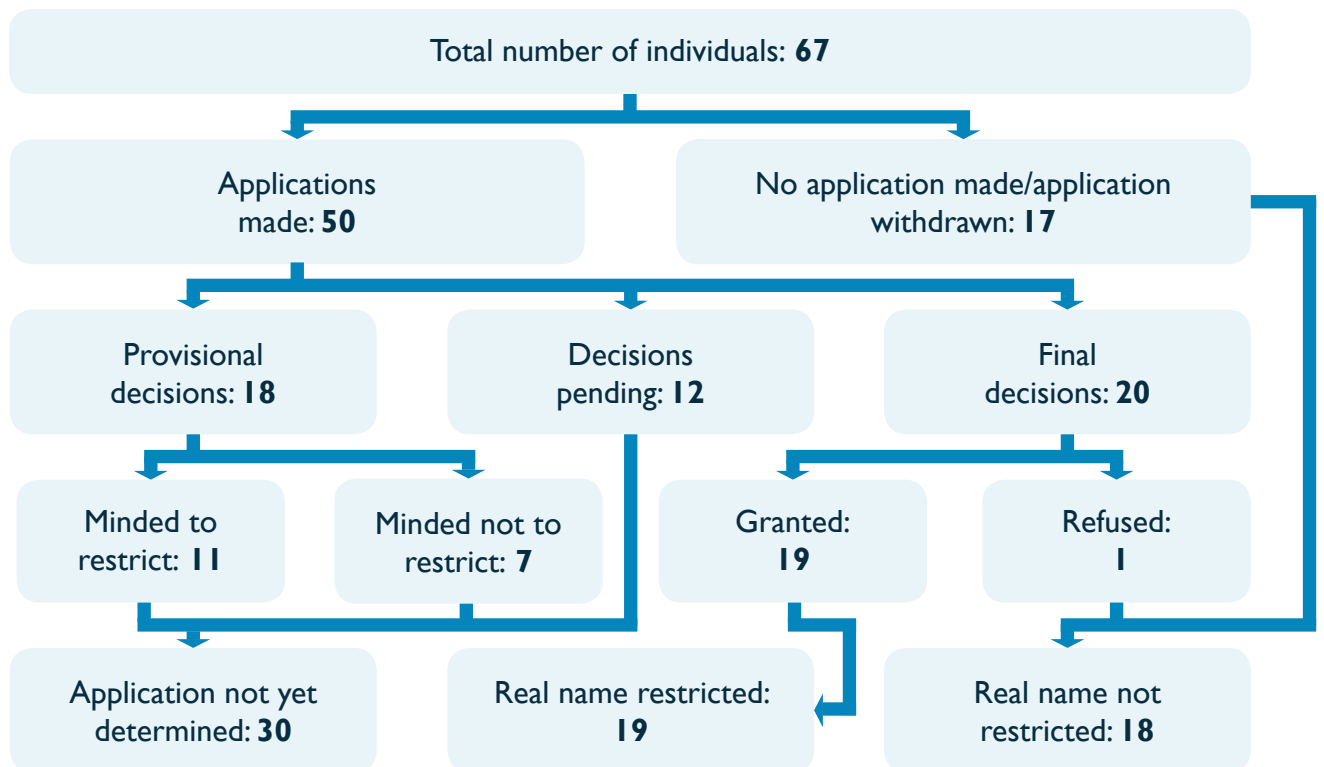 Total number of individuals: 67
Applications
made: 50
No application made/application
withdrawn: 17
Provisional
decisions: 18
Decisions
pending: 12
Final
decisions: 20
Minded to
restrict: 11
Minded not to
restrict: 7
Granted:
19
Refused:
1
Application not yet
determined: 30
Real name restricted:
19
Real name not
restricted: 18